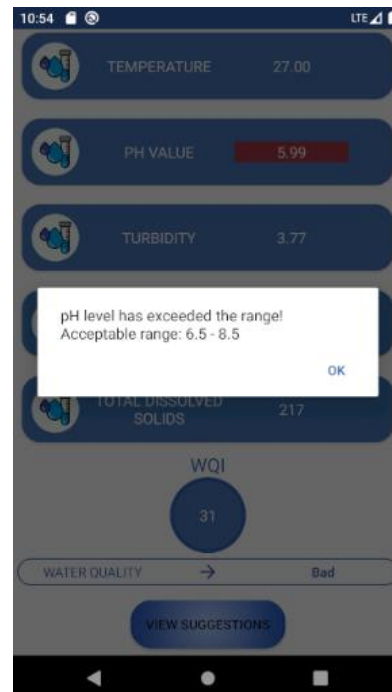 10:54
LTE
TEMPERATURE 27.00
PH VALUE 5.99
TURBIDITY 3.77
pH level has exceeded the range!
Acceptable range: 6.5 - 8.5
OK
TOTAL DISSOLVED
SOLIDS 217
WQI
31
WATER QUALITY → Bad
VIEW SUGGESTIONS